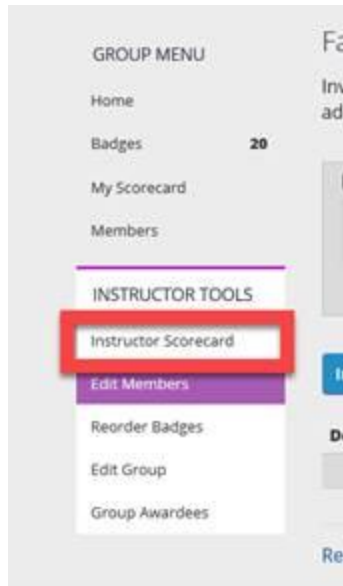 GROUP MENU
Home
Badges 20
My Scorecard
Members
INSTRUCTOR TOOLS
Instructor Scorecard
Edit Members
Reorder Badges
Edit Group
Group Awardees
Re